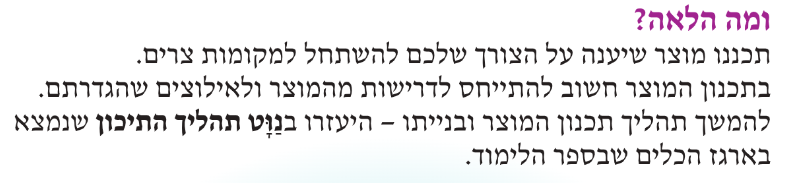 ומה הלאה?
תכננו מוצר שיענה על הצורך שלכם להשתחל למקומות צרים.
בתכנון המוצר חשוב להתייחס לדרישות מהמוצר ולאילוצים שהגדרתם.
להמשך תהליך תכנון המוצר ובנייתו – היעזרו בנַוָּט תהליך התיכון שנמצא
בארגז הכלים שבספר הלימוד.